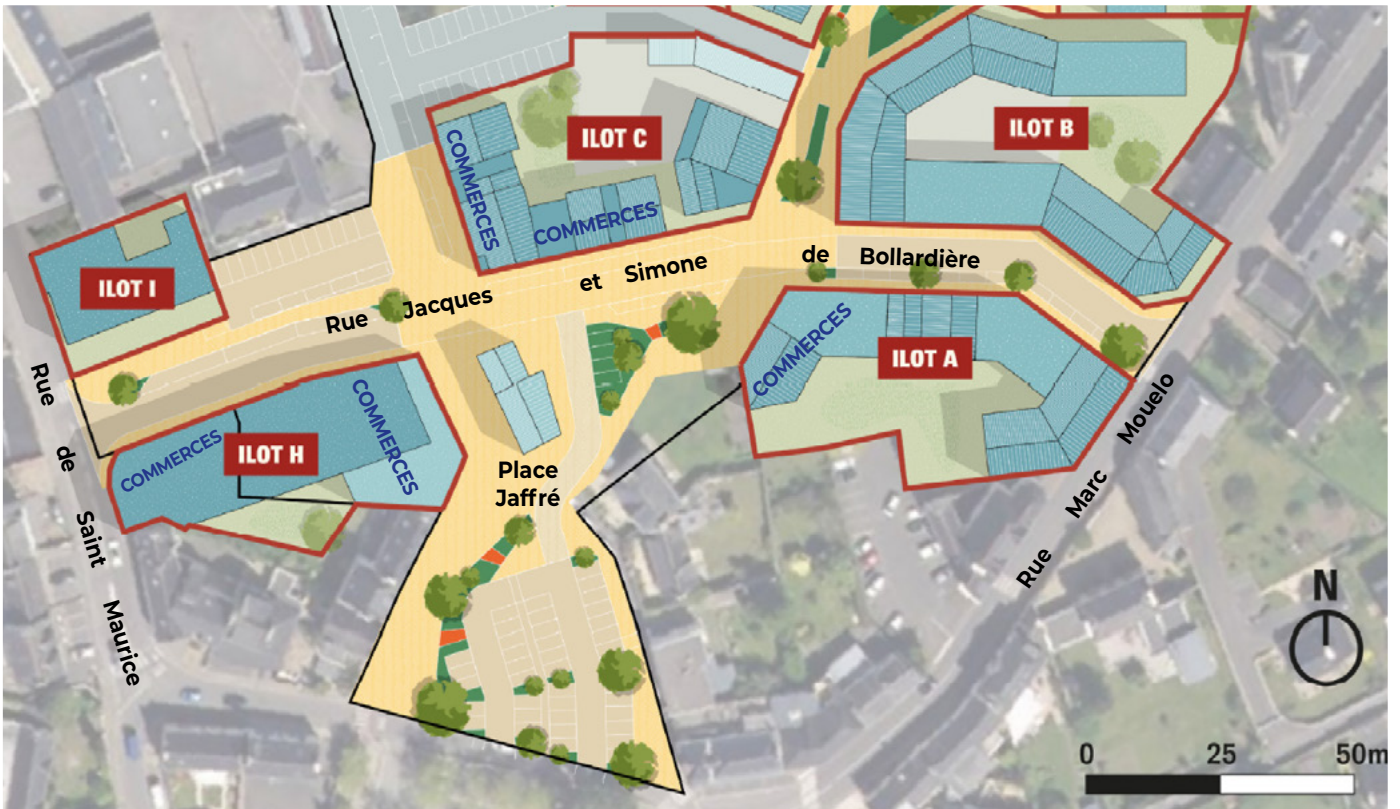 ILOT C
COMMERCES
COMMERCES
ILOT B
ILOT I
Rue Jacques et Simone de Bollardière
ILOT A
COMMERCES
ILOT H
COMMERCES
COMMERCES
Place
Jaffré
Rue de Saint Maurice
Rue Marc Mouelo
N
0 25 50m